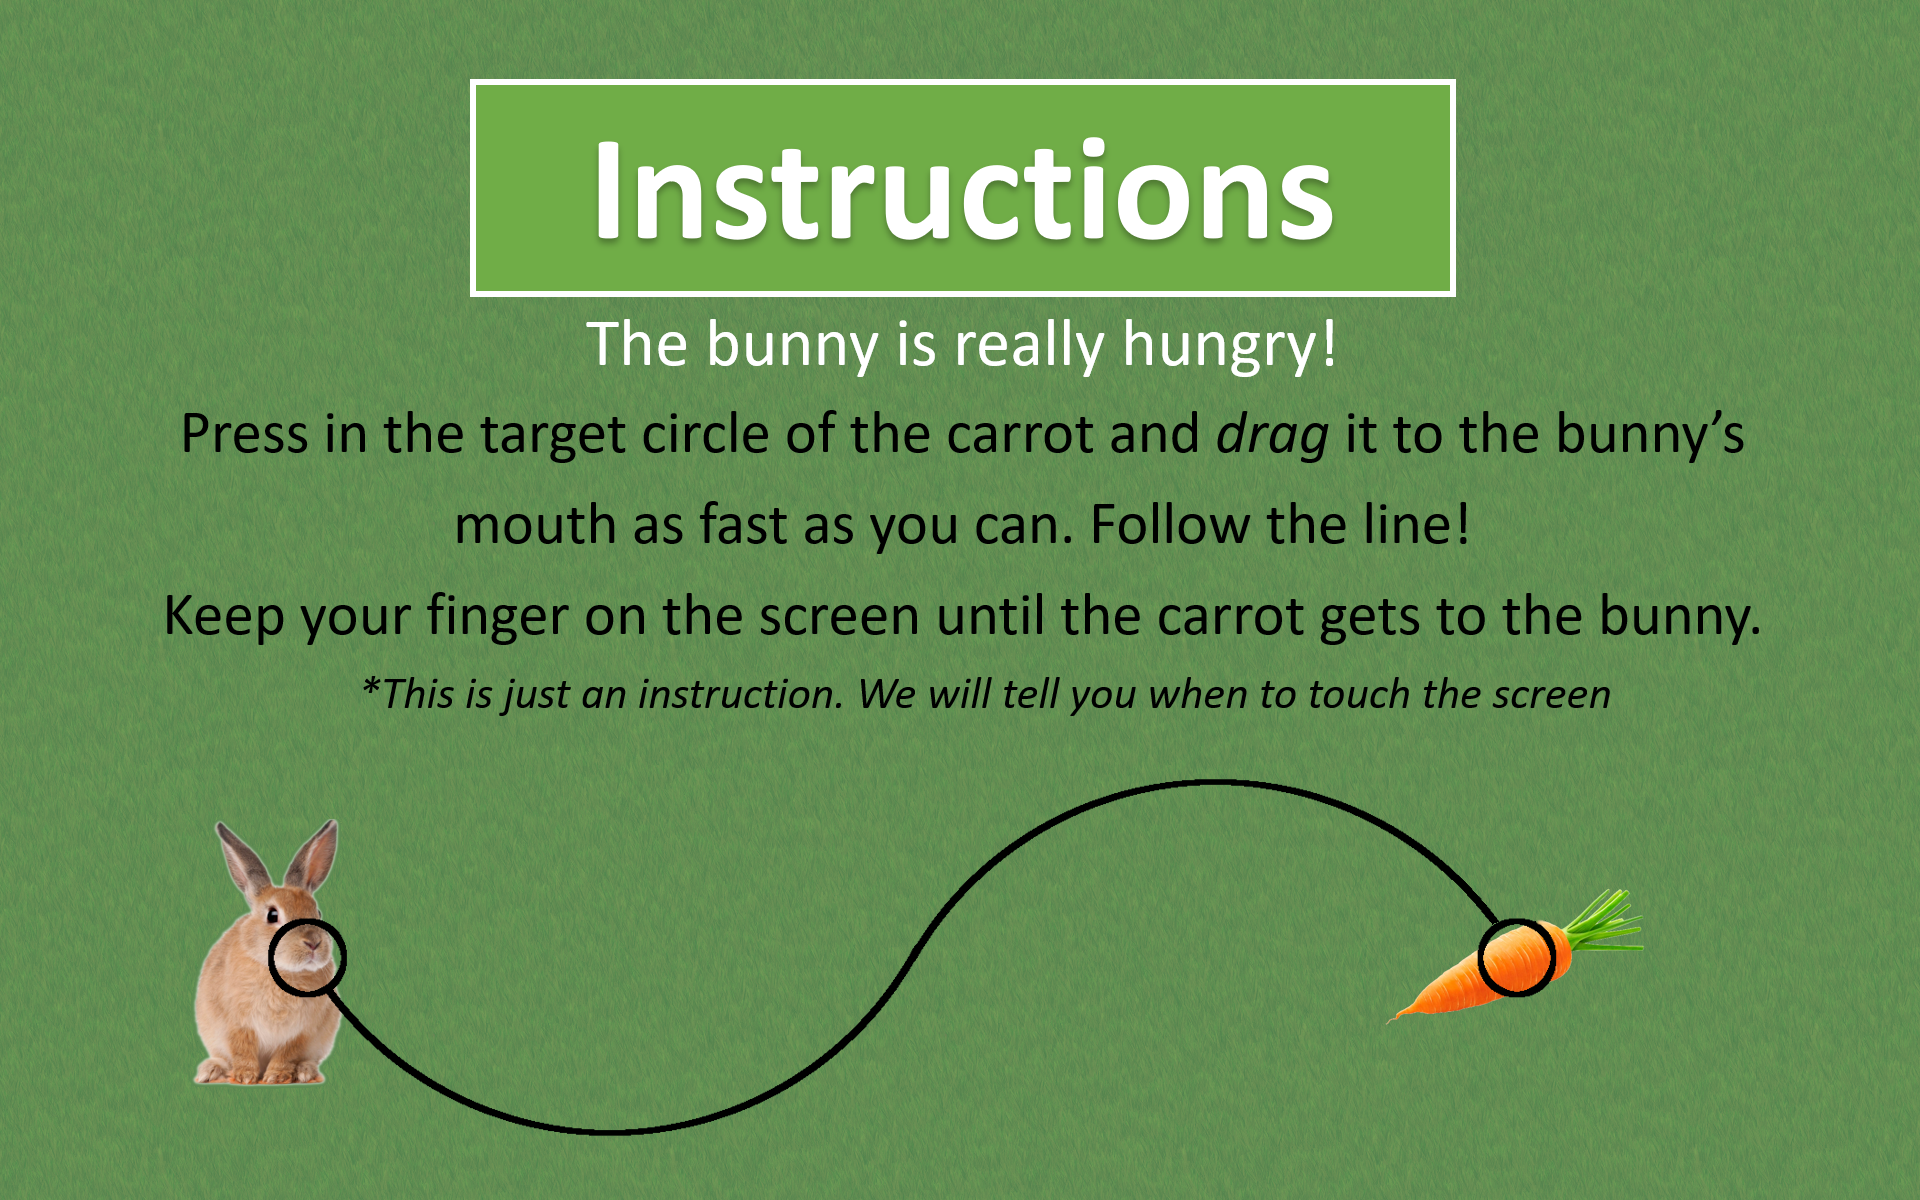 Instructions
The bunny is really hungry!
Press in the target circle of the carrot and drag it to the bunny’s
mouth as fast as you can. Follow the line!
Keep your finger on the screen until the carrot gets to the bunny.
*This is just an instruction. We will tell you when to touch the screen